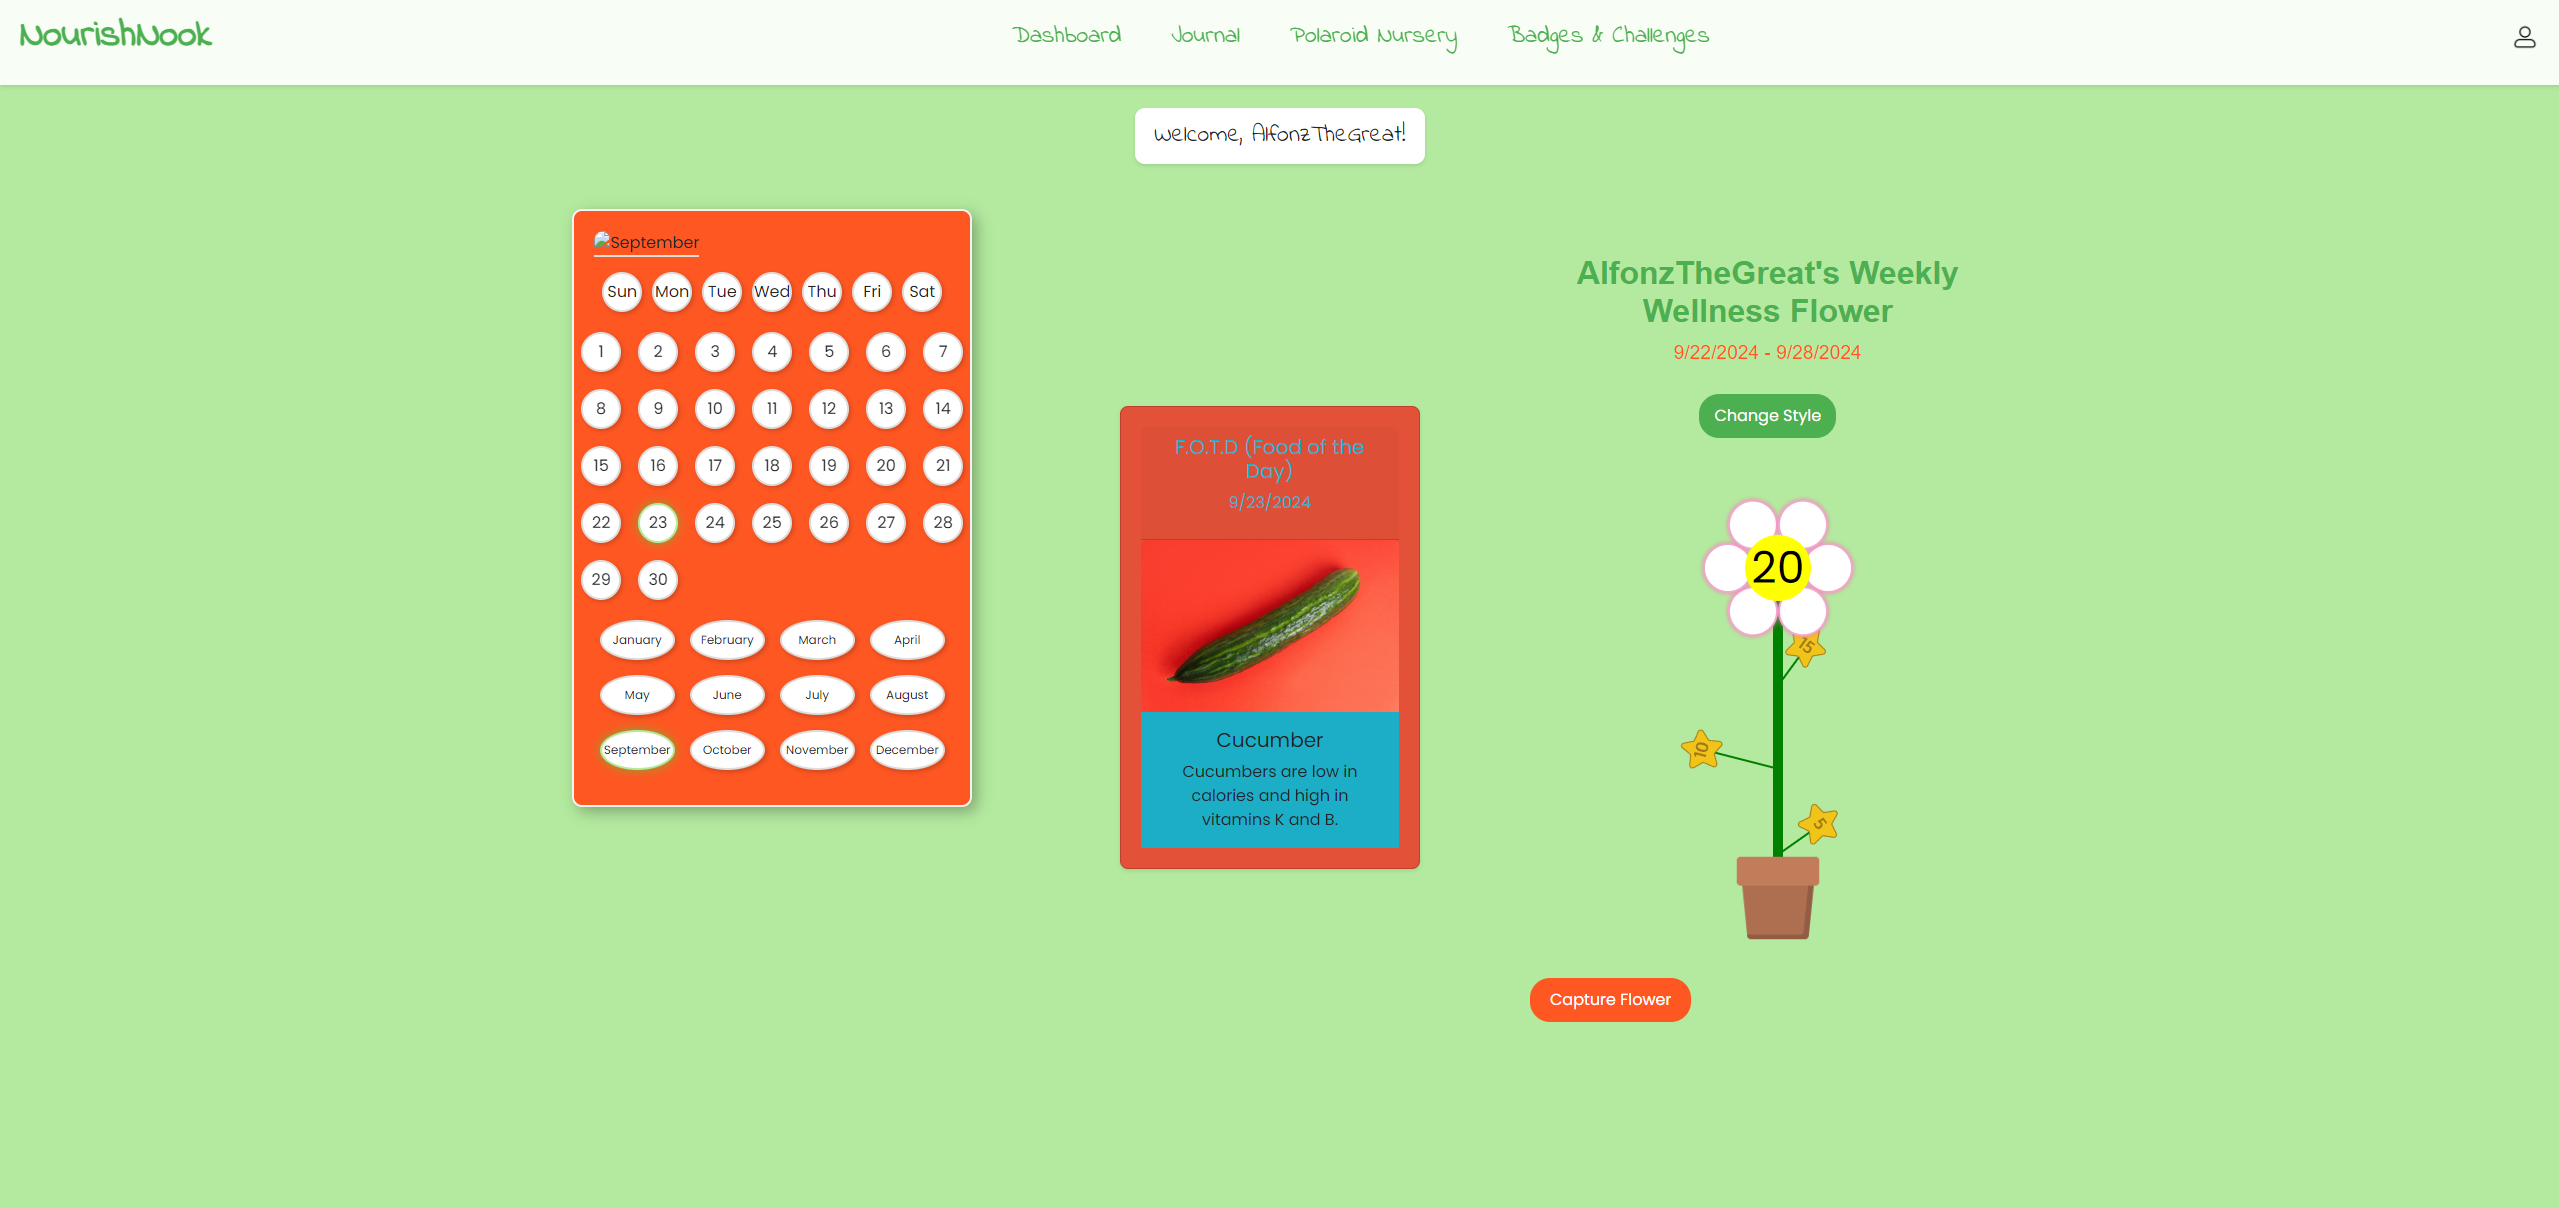 NourishNook
Dashboard Journal Polaroid Nursery Badges & Challenges
Welcome, AlfonzTheGreat!
September
Sun Mon Tue Wed Thu Fri Sat
1 2 3 4 5 6 7
8 9 10 11 12 13 14
15 16 17 18 19 20 21
22 23 24 25 26 27 28
29 30
January February March April
May June July August
September October November December
F.O.T.D (Food of the
Day)
9/23/2024
Cucumber
Cucumbers are low in
calories and high in
vitamins K and B.
AlfonzTheGreat's Weekly
Wellness Flower
9/22/2024 - 9/28/2024
Change Style
20
15
10
5
Capture Flower